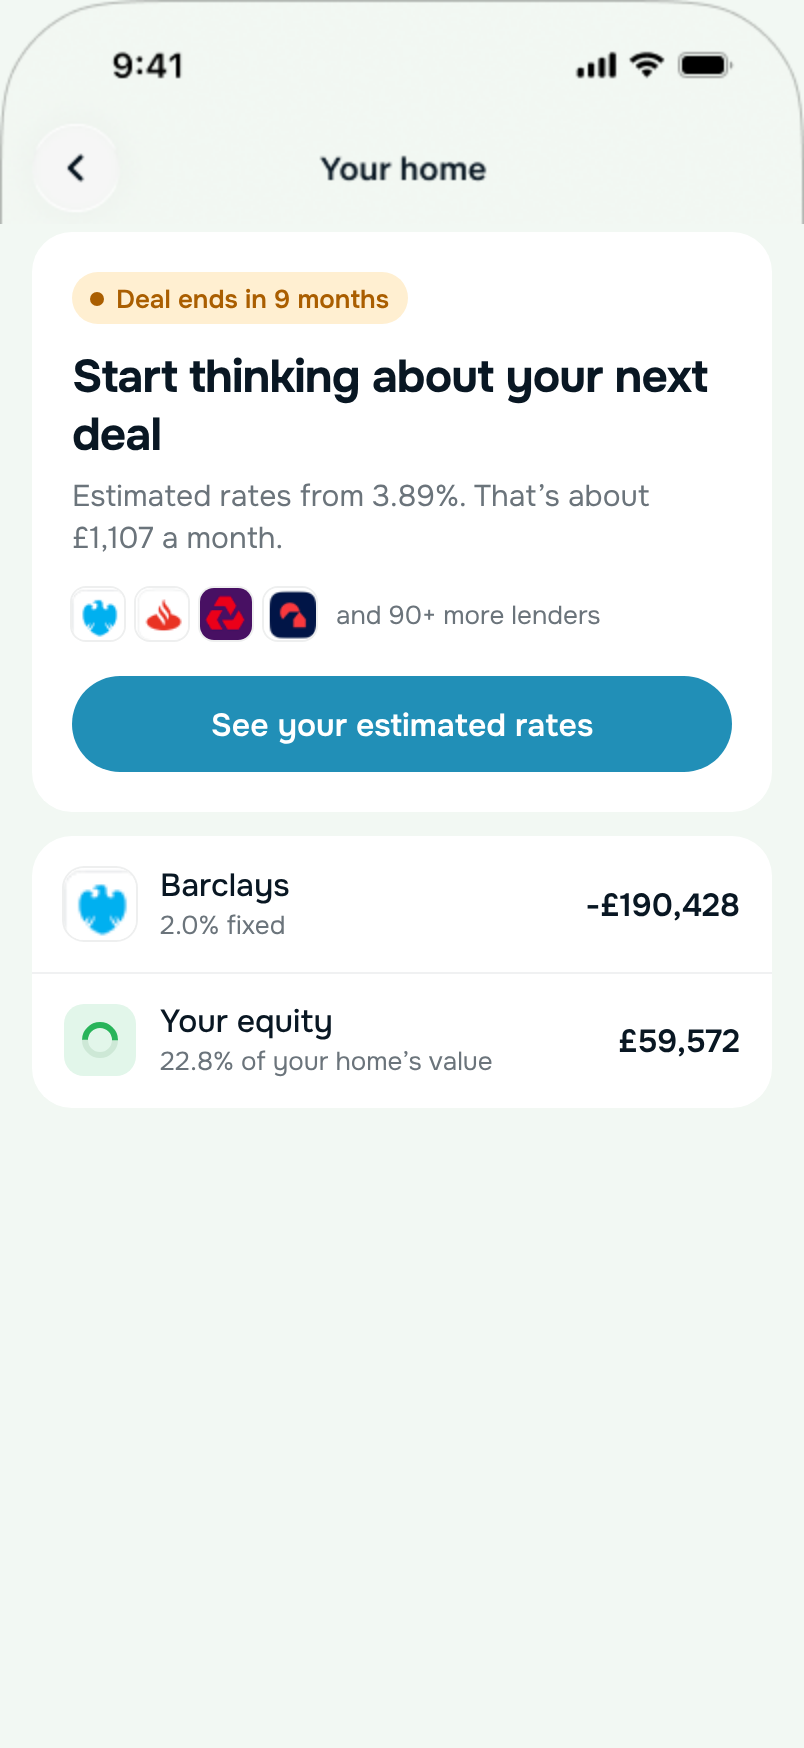 9:41
Your home
Deal ends in 9 months
Start thinking about your next
deal
Estimated rates from 3.89%. That’s about
£1,107 a month.
and 90+ more lenders
See your estimated rates
Barclays
2.0% fixed
-£190,428
Your equity
22.8% of your home’s value
£59,572